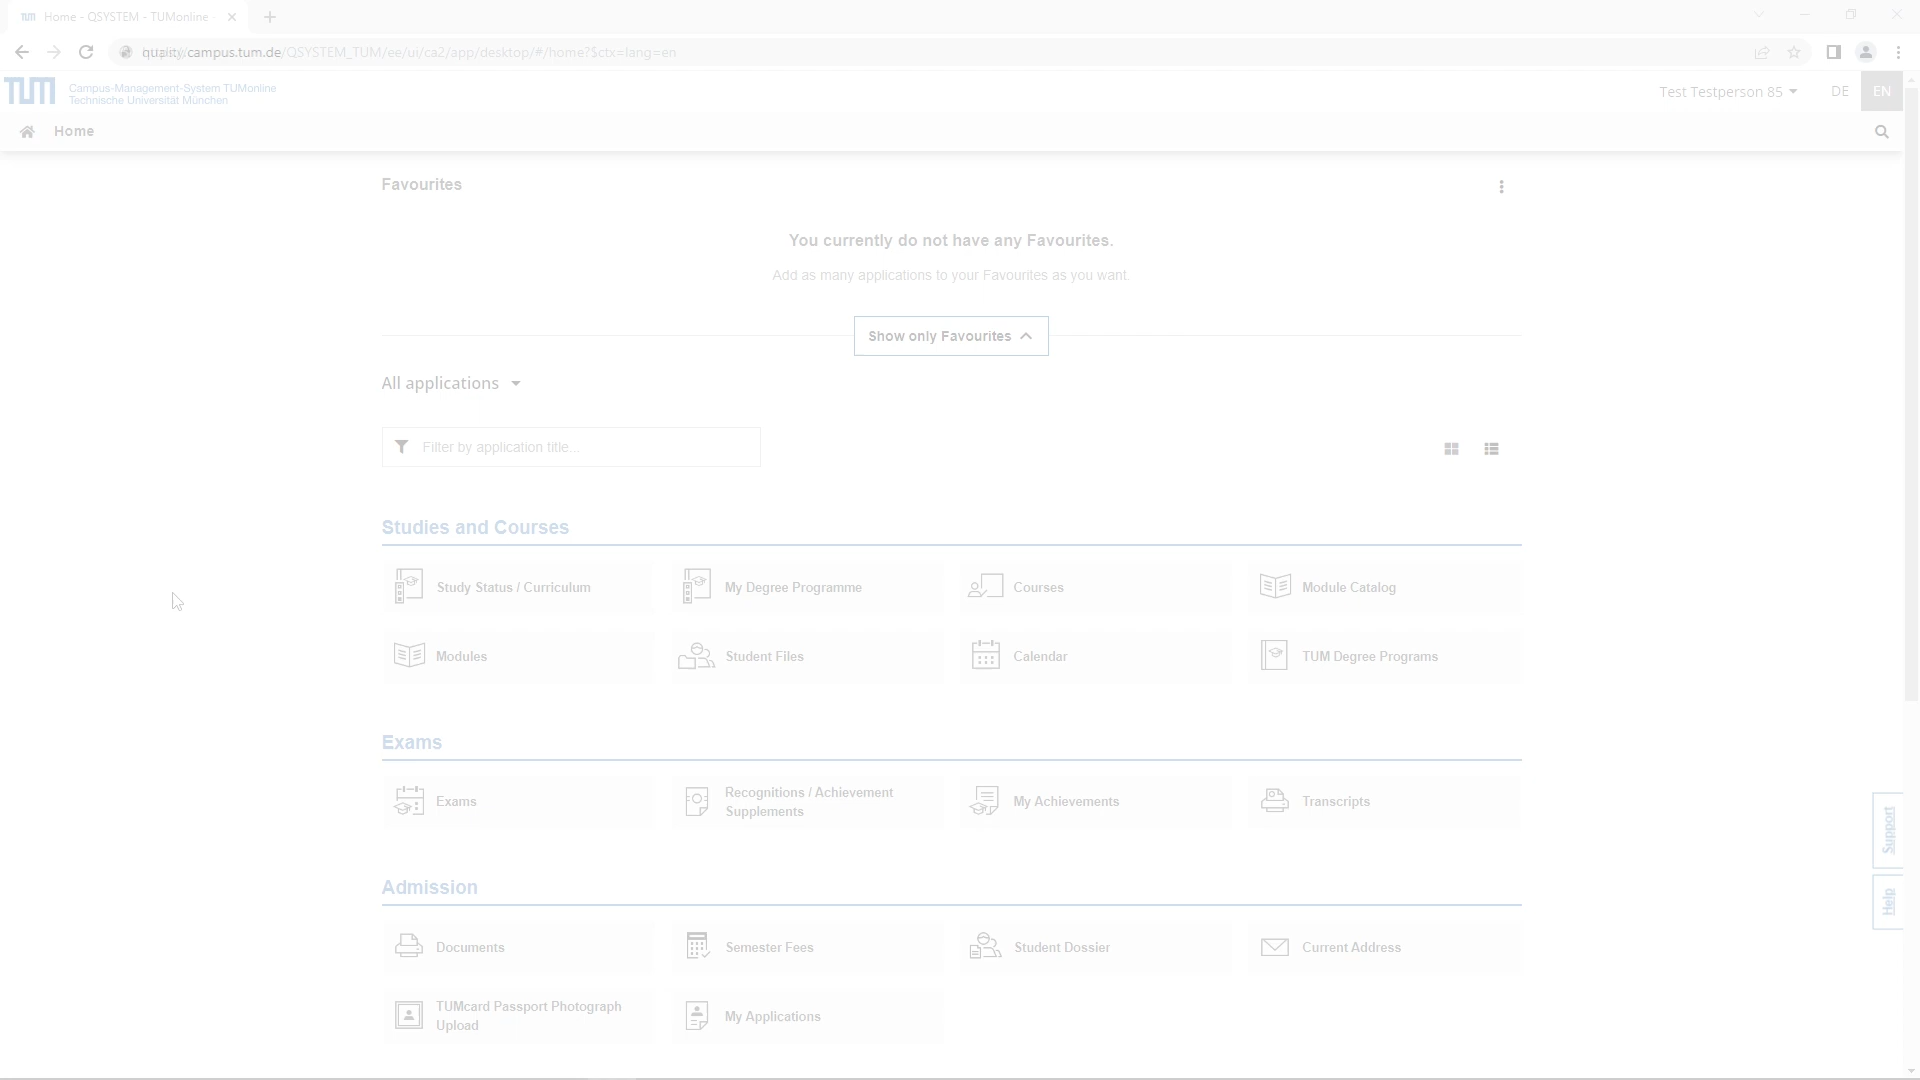 Home - QSYSTEM - TUMonline
campus.tum.de/QSYSTEM_TUM/ee/ui/ca2/app/desktop/#/home?$ctx=lang=en
TUM
Campus-Management-System TUMonline
Technische Universität München
Test Testperson 85
DE
EN
Home
Favourites
You currently do not have any Favourites.
Add as many applications to your Favourites as you want.
Show only Favourites
All applications
Filter by application title...
Studies and Courses
Study Status / Curriculum
My Degree Programme
Courses
Module Catalog
Modules
Student Files
Calendar
TUM Degree Programs
Exams
Exams
Recognitions / Achievement
Supplements
My Achievements
Transcripts
Support
Help
Admission
Documents
Semester Fees
Student Dossier
Current Address
TUMcard Passport Photograph
Upload
My Applications